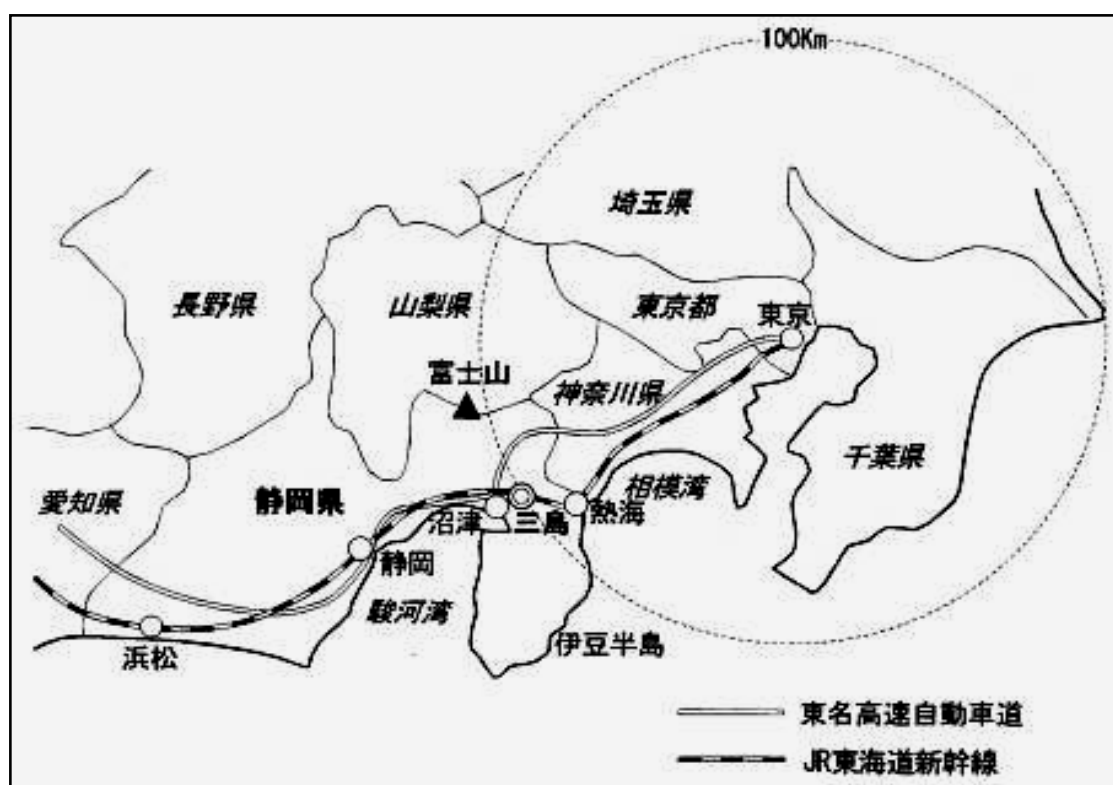 100Km
埼玉県
長野県
山梨県
東京都
東京
富士山
神奈川県
千葉県
愛知県
静岡県
相模湾
沼津
三島
熱海
静岡
駿河湾
伊豆半島
浜松
東名高速自動車道
JR東海道新幹線